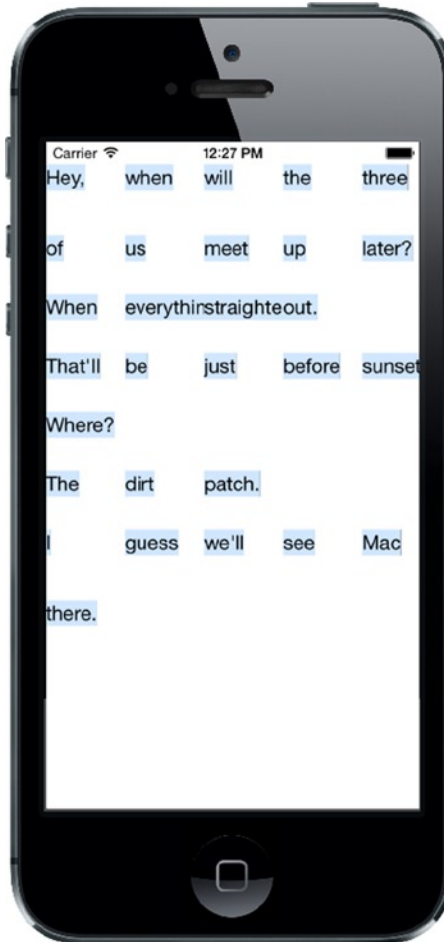 Carrier 12:27 PM
Hey, when will the three
of us meet up later?
When everythinstraighteout.
That'll be just before sunset
Where?
The dirt patch.
I guess we'll see Mac
there.